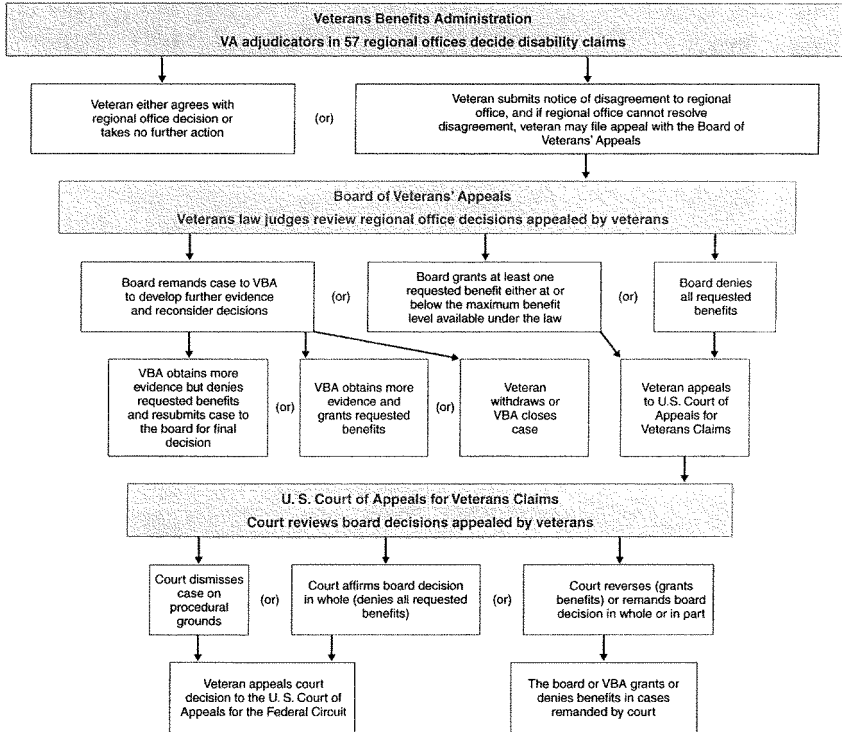 Veterans Benefits Administration
VA adjudicators in 57 regional offices decide disability claims
Veteran either agrees with
regional office decision or
takes no further action
(or)
Veteran submits notice of disagreement to regional
office, and if regional office cannot resolve
disagreement, veteran may file appeal with the Board of
Veterans' Appeals
Board of Veterans' Appeals
Veterans law judges review regional office decisions appealed by veterans
Board remands case to VBA
to develop further evidence
and reconsider decisions
(or)
Board grants at least one
requested benefit either at or
below the maximum benefit
level available under the law
(or)
Board denies
all requested
benefits
VBA obtains more
evidence but denies
requested benefits
and resubmits case to
the board for final
decision
(or)
VBA obtains more
evidence and
grants requested
benefits
(or)
Veteran
withdraws or
VBA closes
case
Veteran appeals
to U.S. Court of
Appeals for
Veterans Claims
U. S. Court of Appeals for Veterans Claims
Court reviews board decisions appealed by veterans
Court dismisses
case on
procedural
grounds
(or)
Court affirms board decision
in whole (denies all requested
benefits)
(or)
Court reverses (grants
benefits) or remands board
decision in whole or in part
Veteran appeals court
decision to the U. S. Court of
Appeals for the Federal Circuit
The board or VBA grants or
denies benefits in cases
remanded by court